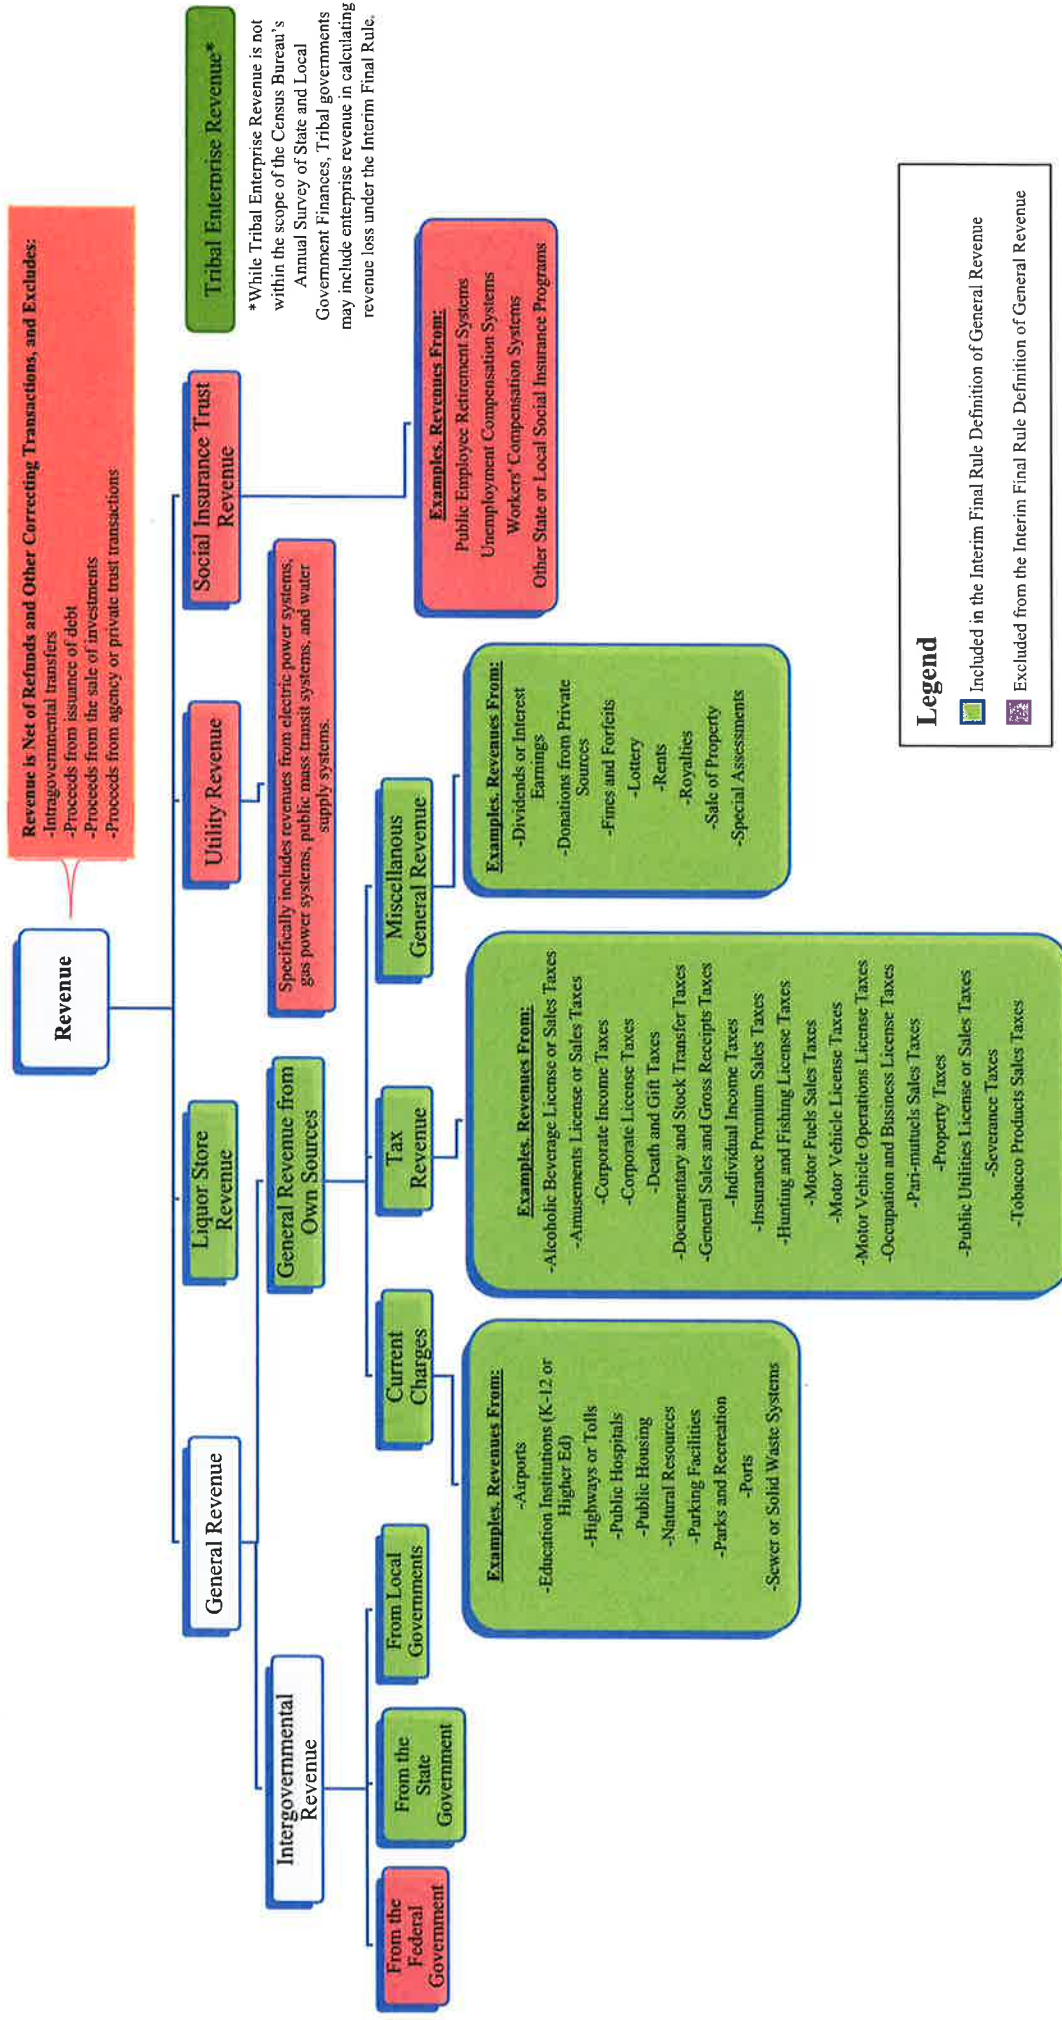 Revenue
Revenue is Net of Refunds and Other Correcting Transactions, and Excludes:
-Intragovernmental transfers
-Proceeds from issuance of debt
-Proceeds from the sale of investments
-Proceeds from agency or private trust transactions
General Revenue
Liquor Store
Revenue
Utility Revenue
Social Insurance Trust
Revenue
Tribal Enterprise Revenue*
*While Tribal Enterprise Revenue is not
within the scope of the Census Bureau's
Annual Survey of State and Local
Government Finances, Tribal governments
may include enterprise revenue in calculating
revenue loss under the Interim Final Rule.
Intergovernmental
Revenue
General Revenue from
Own Sources
Specifically includes revenues from electric power systems,
gas power systems, public mass transit systems, and water
supply systems.
From the
Federal
Government
From the
State
Government
From Local
Governments
Current
Charges
Tax
Revenue
Miscellanous
General Revenue
Examples. Revenues From:
Public Employee Retirement Systems
Unemployment Compensation Systems
Workers' Compensation Systems
Other State or Local Social Insurance Programs
Examples. Revenues From:
-Airports
-Education Institutions (K-12 or
Higher Ed)
-Highways or Tolls
-Public Hospitals
-Public Housing
-Natural Resources
-Parking Facilities
-Parks and Recreation
-Ports
-Sewer or Solid Waste Systems
Examples. Revenues From:
-Alcoholic Beverage License or Sales Taxes
-Amusements License or Sales Taxes
-Corporate Income Taxes
-Corporate License Taxes
-Death and Gift Taxes
-Documentary and Stock Transfer Taxes
-General Sales and Gross Receipts Taxes
-Individual Income Taxes
-Insurance Premium Sales Taxes
-Hunting and Fishing License Taxes
-Motor Fuels Sales Taxes
-Motor Vehicle License Taxes
-Motor Vehicle Operations License Taxes
-Occupation and Business License Taxes
-Pari-mutuels Sales Taxes
-Property Taxes
-Public Utilities License or Sales Taxes
-Severance Taxes
-Tobacco Products Sales Taxes
Examples. Revenues From:
-Dividends or Interest
Earnings
-Donations from Private
Sources
-Fines and Forfeits
-Lottery
-Rents
-Royalties
-Sale of Property
-Special Assessments
Legend
Included in the Interim Final Rule Definition of General Revenue
Excluded from the Interim Final Rule Definition of General Revenue